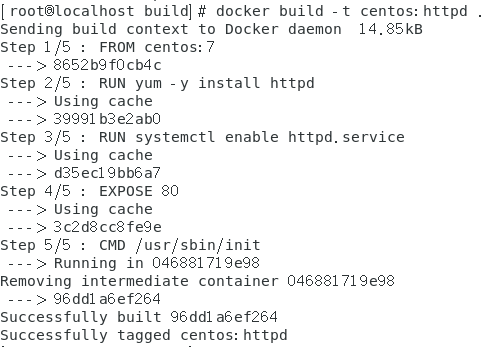 [root@localhost build]# docker build -t centos:httpd .
Sending build context to Docker daemon  14.85kB
Step 1/5 : FROM centos:7
 ---> 8652b9f0cb4c
Step 2/5 : RUN yum -y install httpd
 ---> Using cache
 ---> 39991b3e2ab0
Step 3/5 : RUN systemctl enable httpd.service
 ---> Using cache
 ---> d35ec19bb6a7
Step 4/5 : EXPOSE 80
 ---> Using cache
 ---> 3c2d8cc8fe9e
Step 5/5 : CMD /usr/sbin/init
 ---> Running in 046881719e98
Removing intermediate container 046881719e98
 ---> 96dd1a6ef264
Successfully built 96dd1a6ef264
Successfully tagged centos:httpd